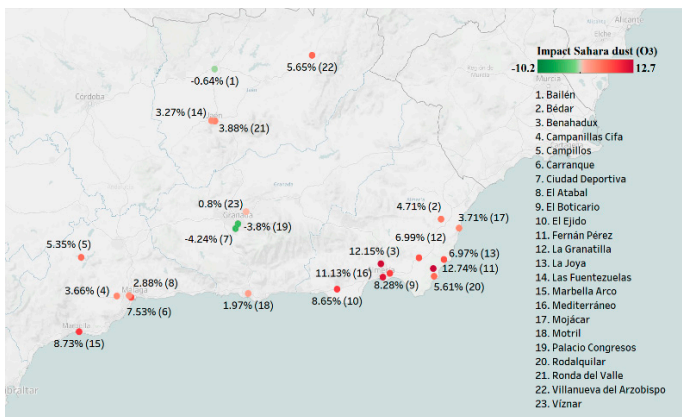 Alicante
Elche
Impact Sahara dust (O3)
-10.2 12.7
Murcia
5.65% (22)
-0.64% (1)
Cordoba
Jaén
3.27% (14)
3.88% (21)
1. Bailén
2. Bédar
3. Benahadux
4. Campanillas Cifa
5. Campillos
6. Carranque
7. Ciudad Deportiva
8. El Atabal
9. El Boticario
10. El Ejido
11. Fernán Pérez
12. La Granatilla
13. La Joya
14. Las Fuentezuelas
15. Marbella Arco
16. Mediterráneo
17. Mojácar
18. Motril
19. Palacio Congresos
20. Rodalquilar
21. Ronda del Valle
22. Villanueva del Arzobispo
23. Víznar
0.8% (23)
Granada
-3.8% (19)
-4.24% (7)
4.71% (2)
3.71% (17)
5.35% (5)
6.99% (12)
12.15% (3)
6.97% (13)
11.13% (16)
12.74% (11)
8.28% (9)
5.61% (20)
8.65% (10)
3.66% (4)
2.88% (8)
Málaga
7.53% (6)
1.97% (18)
Marbella
8.73% (15)
Gibraltar